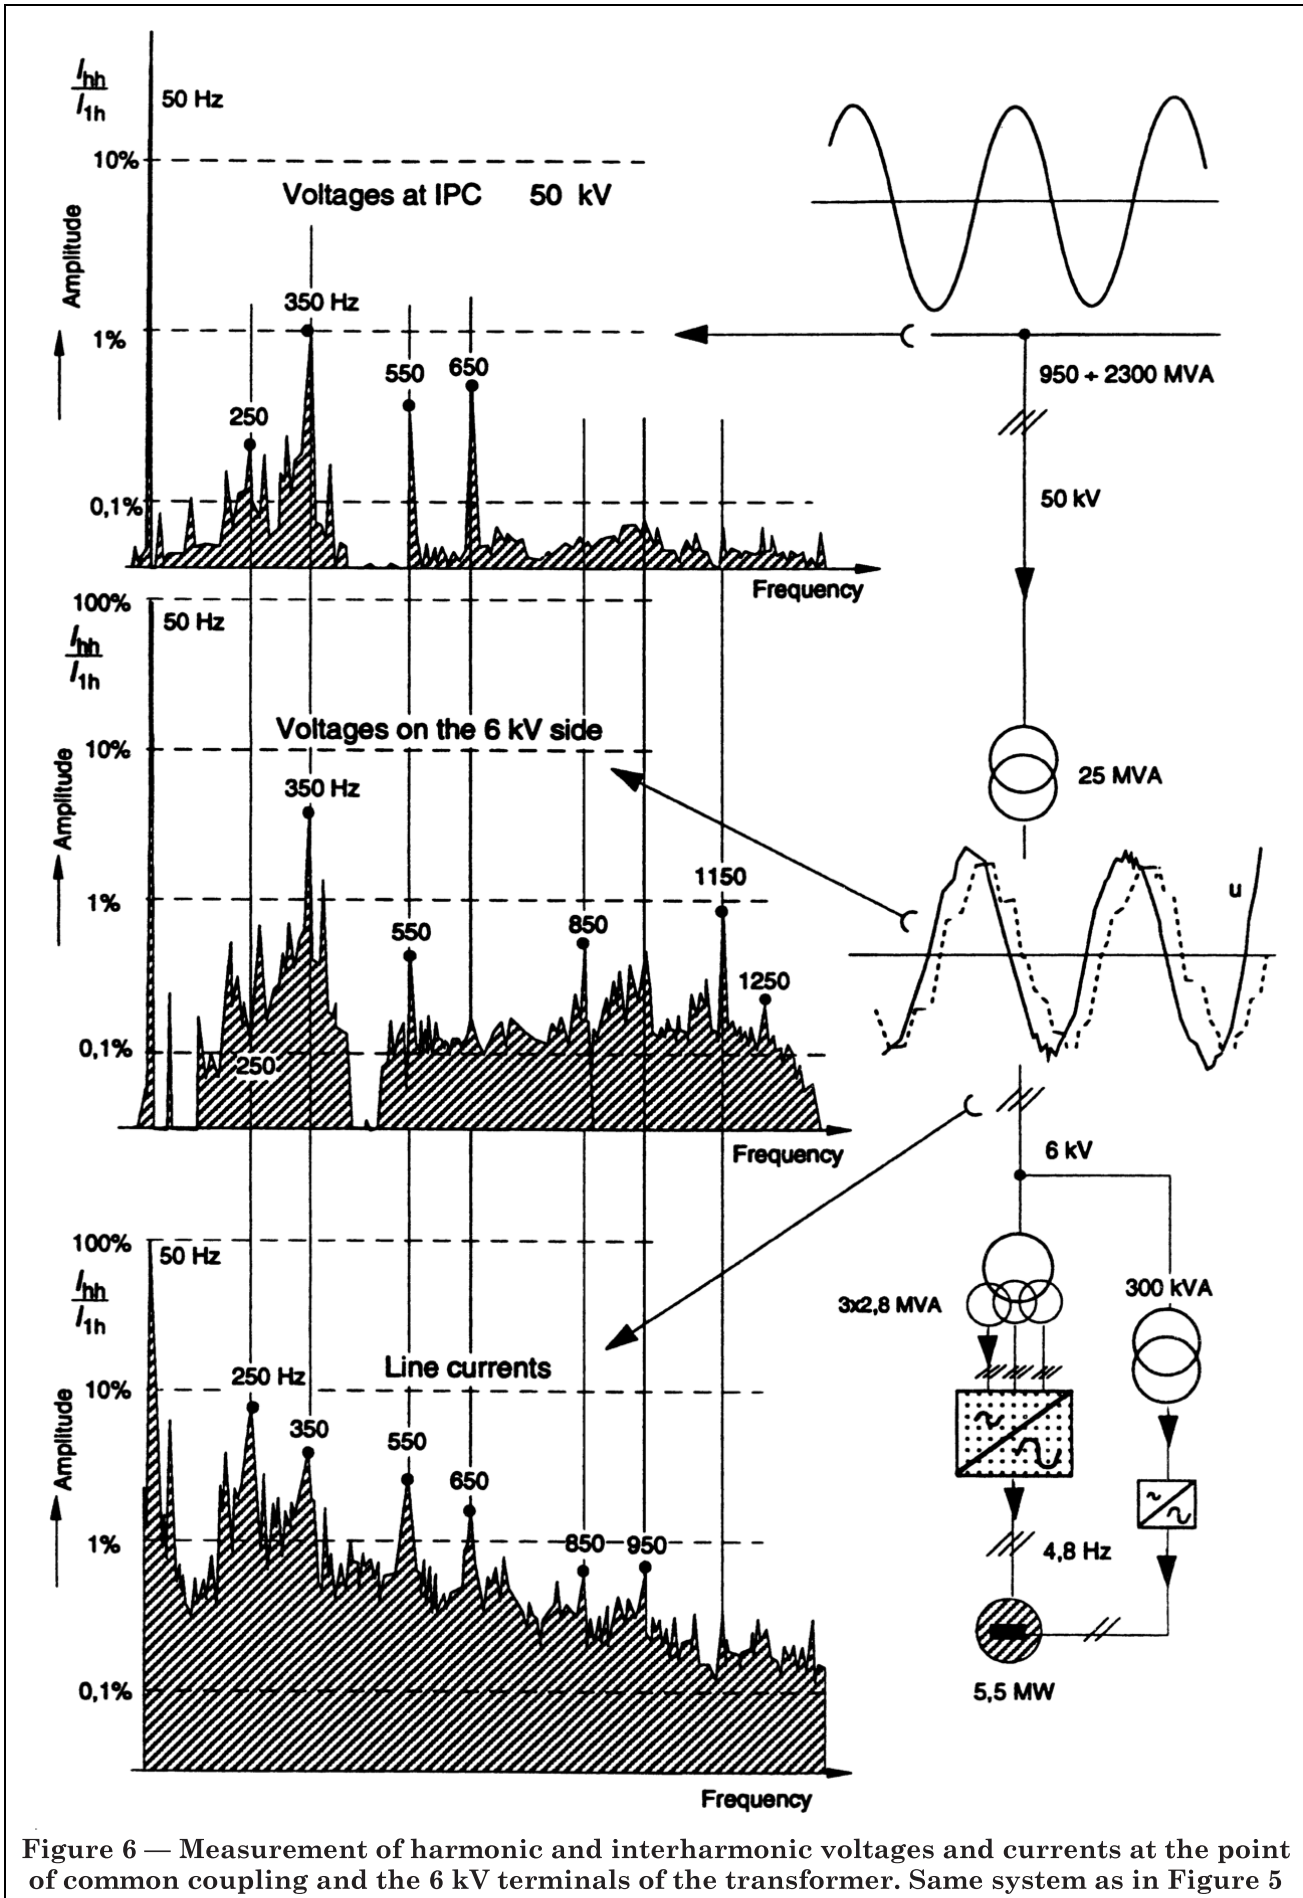 I_hh
I_1h
50 Hz
10%
Voltages at IPC 50 kV
Amplitude
350 Hz
1%
550
650
250
0,1%
Frequency
950 ÷ 2300 MVA
50 kV
100%
50 Hz
I_hh
I_1h
Voltages on the 6 kV side
10%
Amplitude
350 Hz
25 MVA
1150
1%
850
550
1250
0,1%
250
Frequency
u
6 kV
100%
50 Hz
I_hh
I_1h
Line currents
250 Hz
10%
Amplitude
350
550
650
1%
850
950
0,1%
Frequency
3x2,8 MVA
300 kVA
4,8 Hz
5,5 MW
Figure 6 — Measurement of harmonic and interharmonic voltages and currents at the point
of common coupling and the 6 kV terminals of the transformer. Same system as in Figure 5